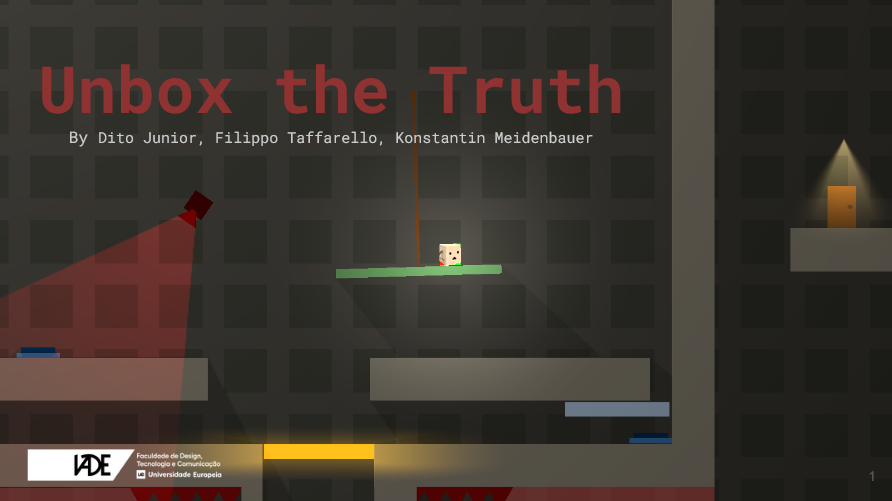 Unbox the Truth
By Dito Junior, Filippo Taffarello, Konstantin Meidenbauer
IADE
Faculdade de Design,
Tecnologia e Comunicação
ue Universidade Europeia
1